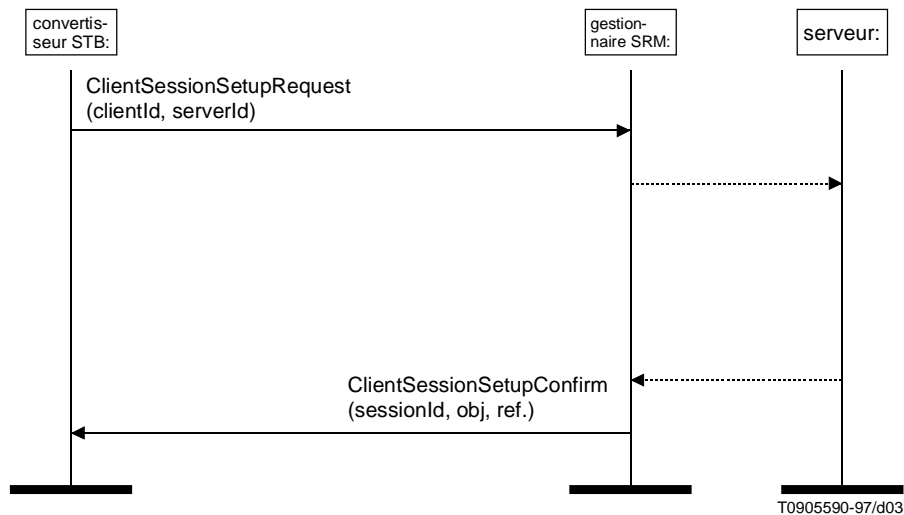 convertis-
seur STB:
gestion-
naire SRM:
serveur:
ClientSessionSetupRequest
(clientId, serverId)
ClientSessionSetupConfirm
(sessionId, obj, ref.)
T0905590-97/d03